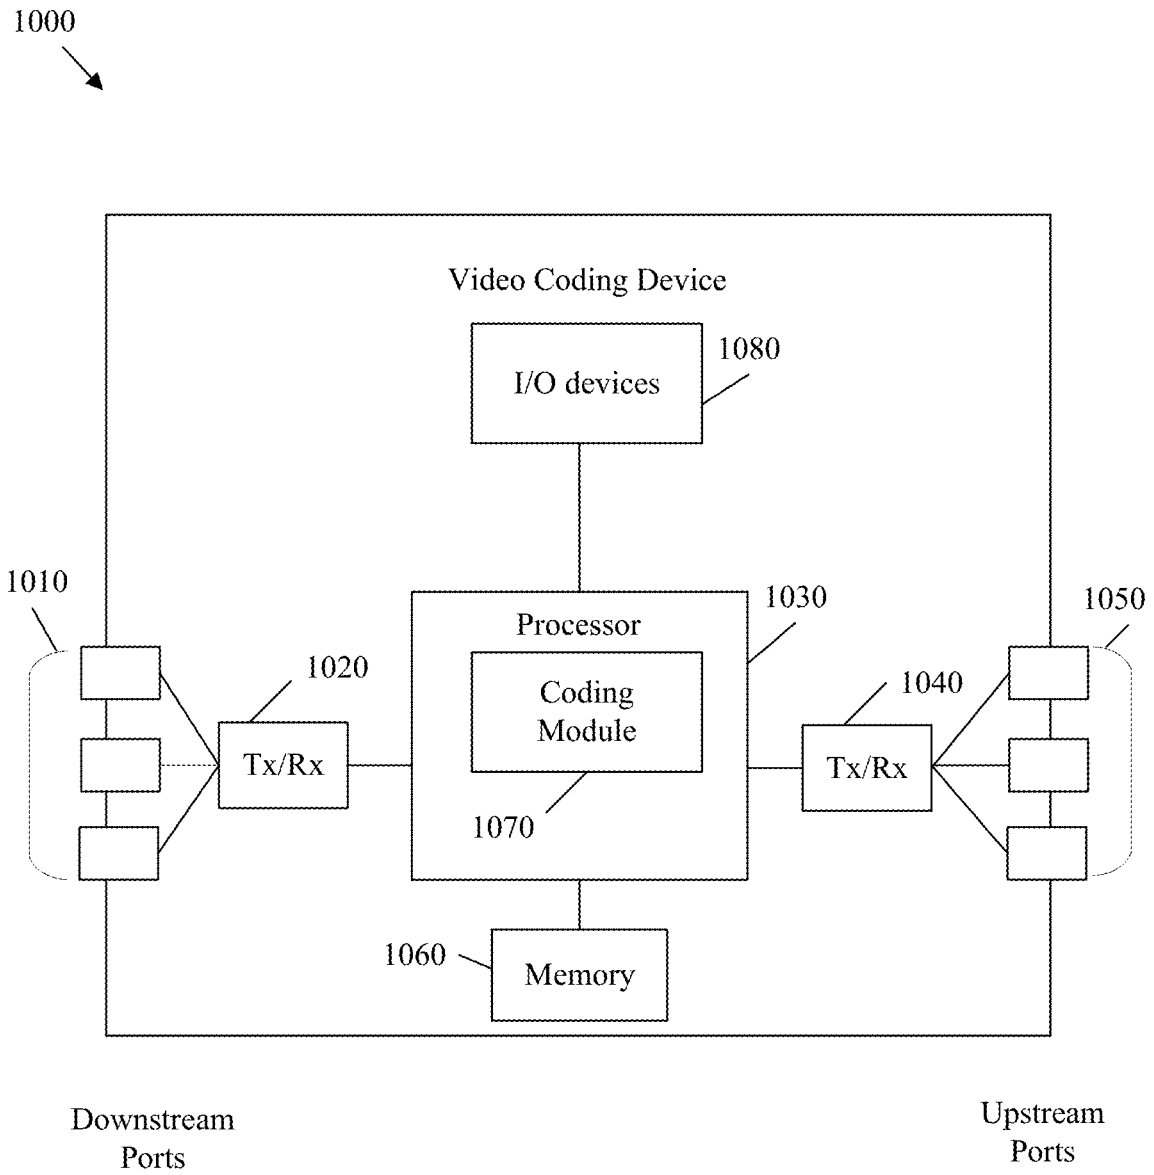 1000
Video Coding Device
I/O devices
1080
1010
1020
Processor
1030
Coding
Module
1070
1040
1050
Tx/Rx
Tx/Rx
1060
Memory
Downstream
Ports
Upstream
Ports